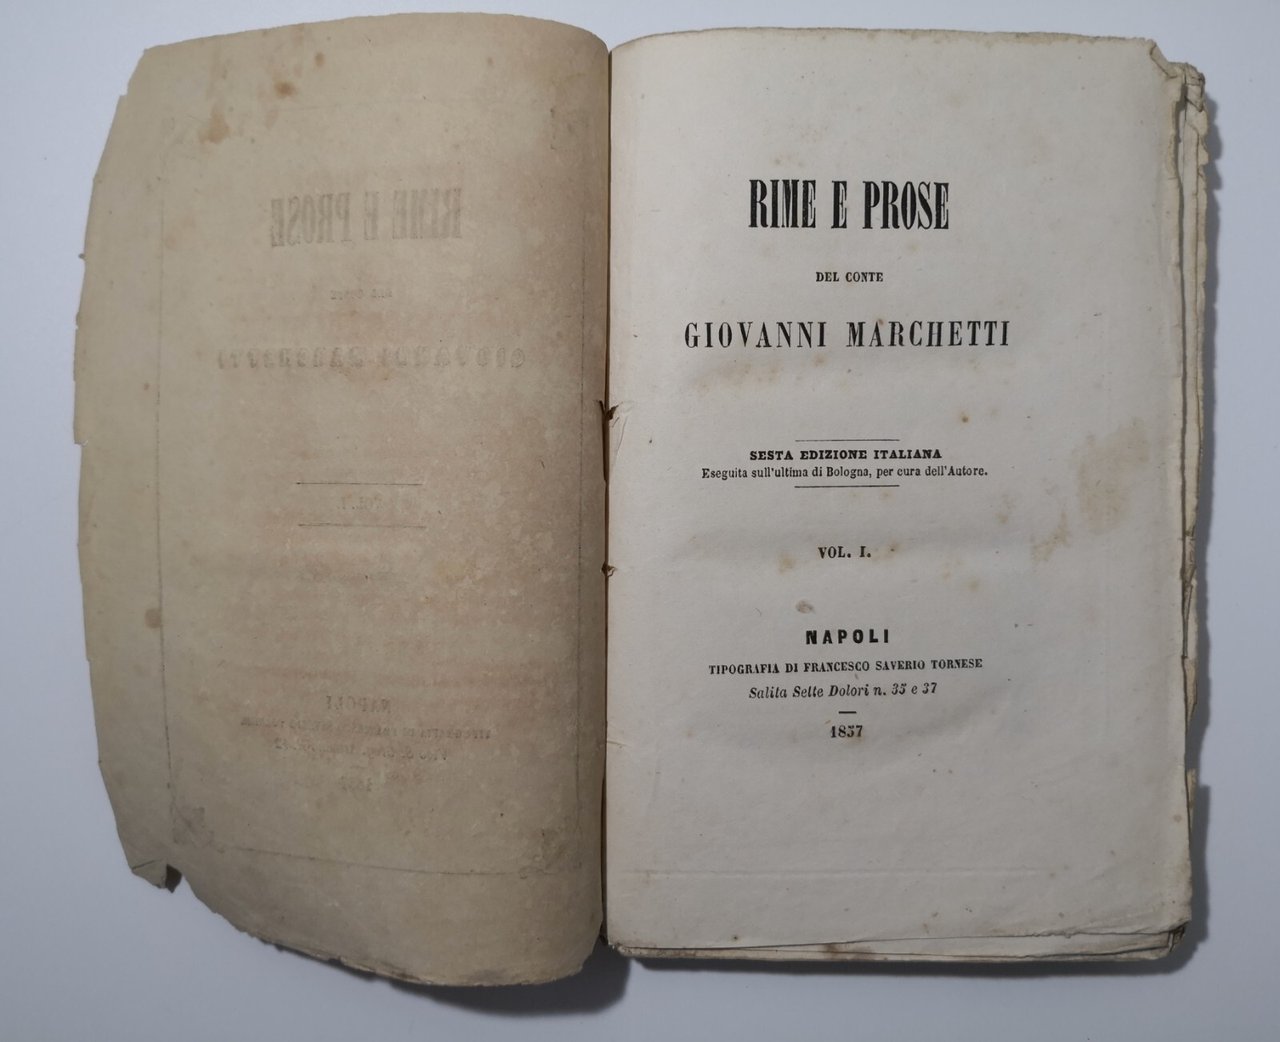 RIME E PROSE
DEL CONTE
GIOVANNI MARCHETTI
SESTA EDIZIONE ITALIANA
Eseguita sull'ultima di Bologna, per cura dell'Autore.
VOL. I.
NAPOLI
TIPOGRAFIA DI FRANCESCO SAVERIO TORNESE
Salita Sette Dolori n. 35 e 37
1857